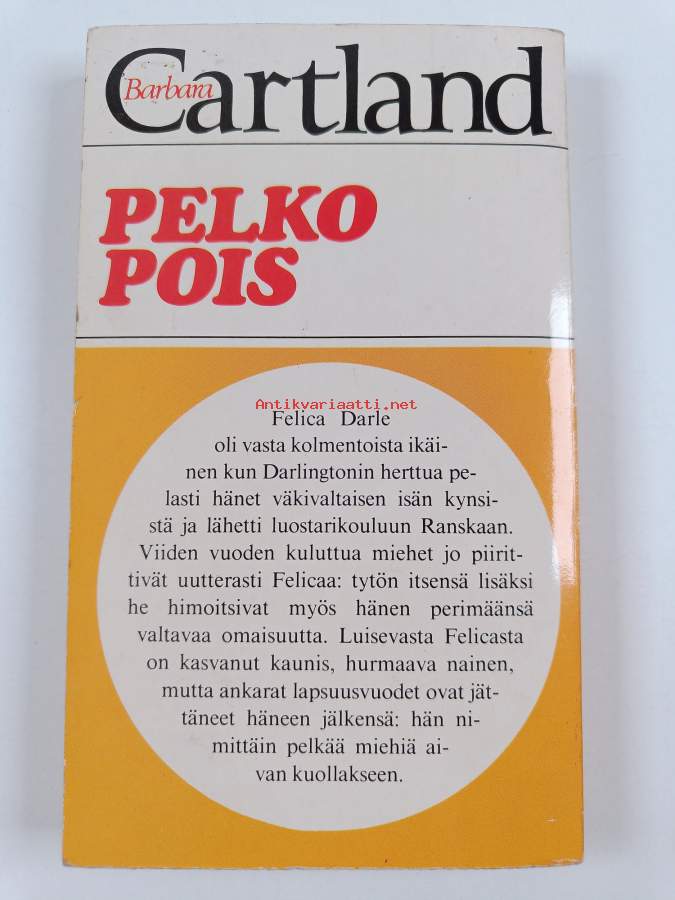 Barbara
Cartland
PELKO
POIS
Antikvariaatti.net
Felica Darle
oli vasta kolmentoista ikäi-
nen kun Darlingtonin herttua pe-
lasti hänet väkivaltaisen isän kynsi-
stä ja lähetti luostarikouluun Ranskaan.
Viiden vuoden kuluttua miehet jo piirit-
tivät uutterasti Felicaa: tytön itsensä lisäksi
he himoitsivat myös hänen perimäänsä
valtavaa omaisuutta. Luisevasta Felicasta
on kasvanut kaunis, hurmaava nainen,
mutta ankarat lapsuusvuodet ovat jät-
täneet häneen jälkensä: hän ni-
mittäin pelkää miehiä ai-
van kuollakseen.